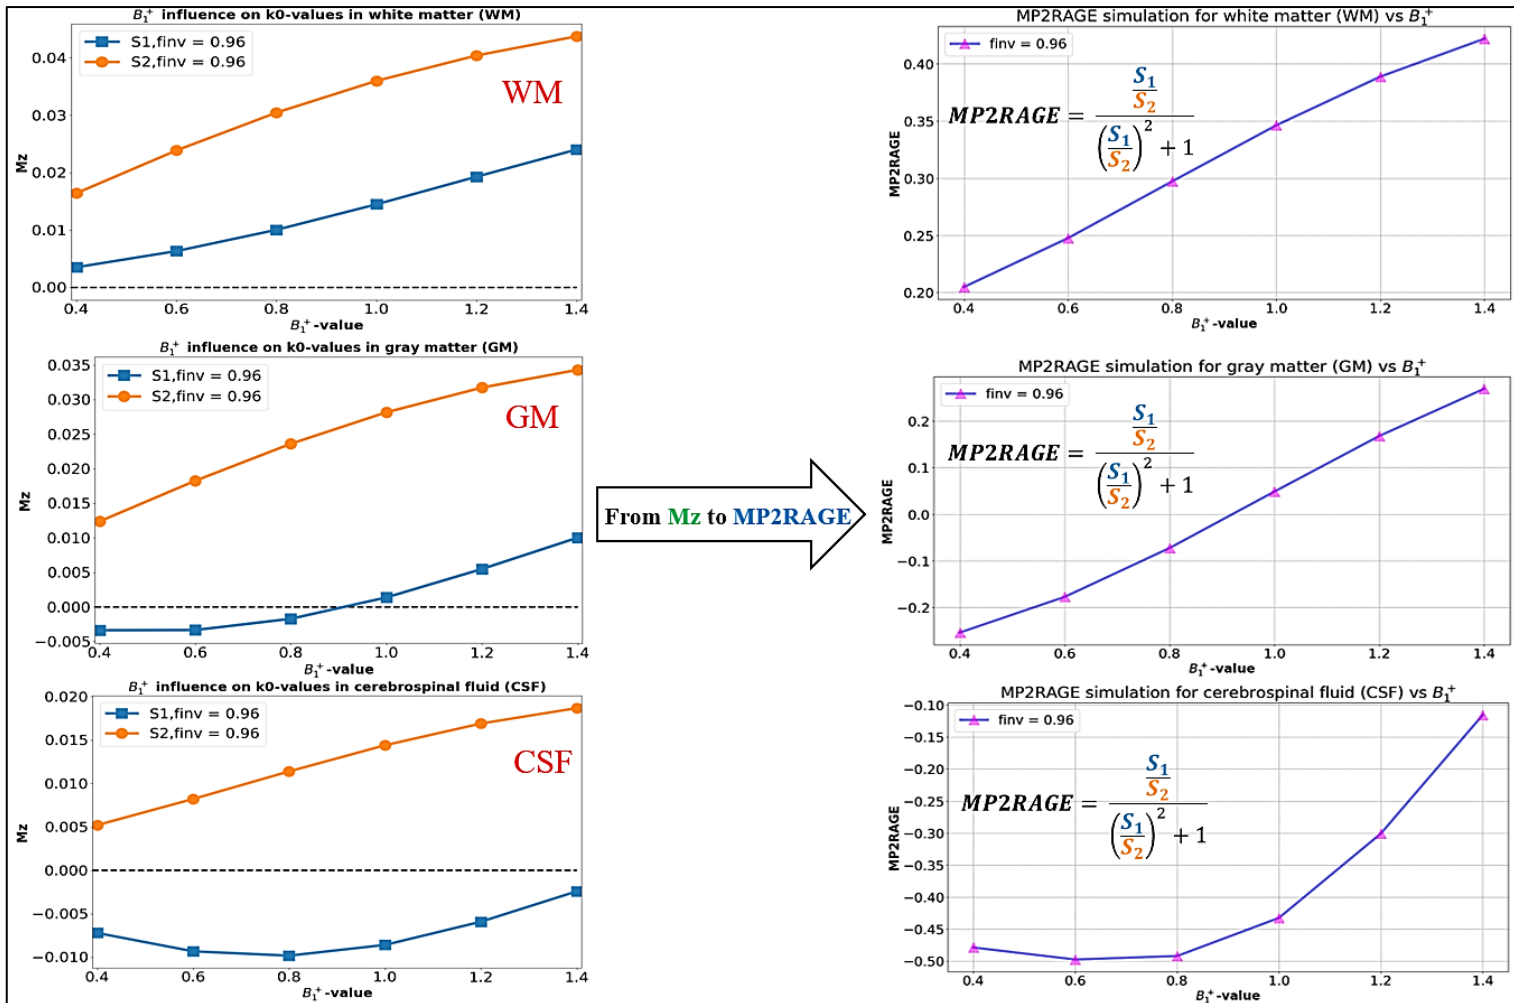 B₁⁺ influence on k0-values in white matter (WM)
S1,finv = 0.96
S2,finv = 0.96
WM
0.04
0.03
0.02
0.01
0.00
Mz
0.4 0.6 0.8 1.0 1.2 1.4
B₁⁺-value
MP2RAGE simulation for white matter (WM) vs B₁⁺
finv = 0.96
MP2RAGE = (S₁/S₂) / ((S₁/S₂)² + 1)
0.40
0.35
0.30
0.25
0.20
MP2RAGE
0.4 0.6 0.8 1.0 1.2 1.4
B₁⁺-value
B₁⁺ influence on k0-values in gray matter (GM)
S1,finv = 0.96
S2,finv = 0.96
GM
0.035
0.030
0.025
0.020
0.015
0.010
0.005
0.000
−0.005
Mz
0.4 0.6 0.8 1.0 1.2 1.4
B₁⁺-value
From Mz to MP2RAGE
MP2RAGE simulation for gray matter (GM) vs B₁⁺
finv = 0.96
MP2RAGE = (S₁/S₂) / ((S₁/S₂)² + 1)
0.2
0.1
0.0
−0.1
−0.2
MP2RAGE
0.4 0.6 0.8 1.0 1.2 1.4
B₁⁺-value
B₁⁺ influence on k0-values in cerebrospinal fluid (CSF)
S1,finv = 0.96
S2,finv = 0.96
CSF
0.020
0.015
0.010
0.005
0.000
−0.005
−0.010
Mz
0.4 0.6 0.8 1.0 1.2 1.4
B₁⁺-value
MP2RAGE simulation for cerebrospinal fluid (CSF) vs B₁⁺
finv = 0.96
MP2RAGE = (S₁/S₂) / ((S₁/S₂)² + 1)
−0.10
−0.15
−0.20
−0.25
−0.30
−0.35
−0.40
−0.45
−0.50
MP2RAGE
0.4 0.6 0.8 1.0 1.2 1.4
B₁⁺-value